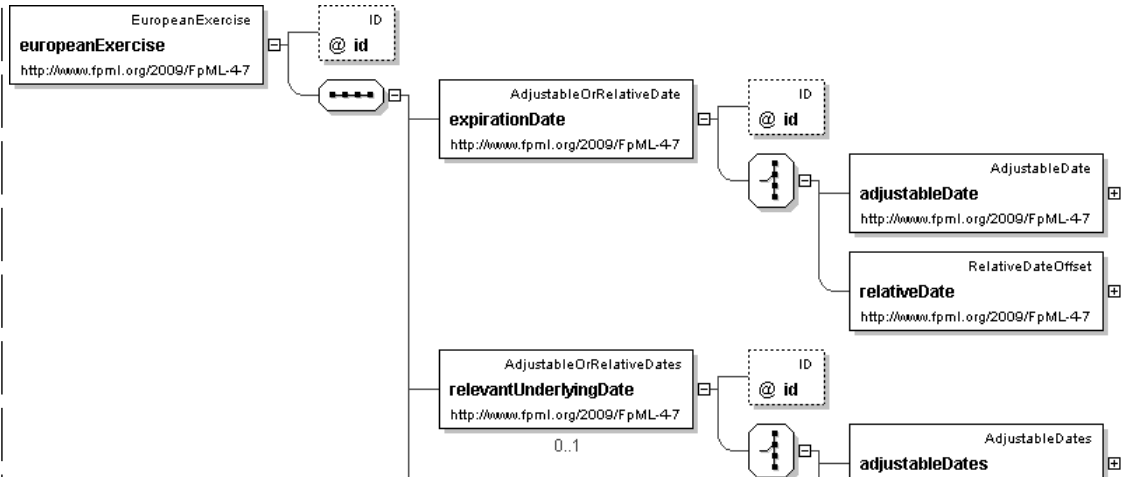 EuropeanExercise
europeanExercise
http://www.fpml.org/2009/FpML-4-7
ID
@ id
AdjustableOrRelativeDate
expirationDate
http://www.fpml.org/2009/FpML-4-7
ID
@ id
AdjustableDate
adjustableDate
http://www.fpml.org/2009/FpML-4-7
RelativeDateOffset
relativeDate
http://www.fpml.org/2009/FpML-4-7
AdjustableOrRelativeDates
relevantUnderlyingDate
http://www.fpml.org/2009/FpML-4-7
0..1
ID
@ id
AdjustableDates
adjustableDates